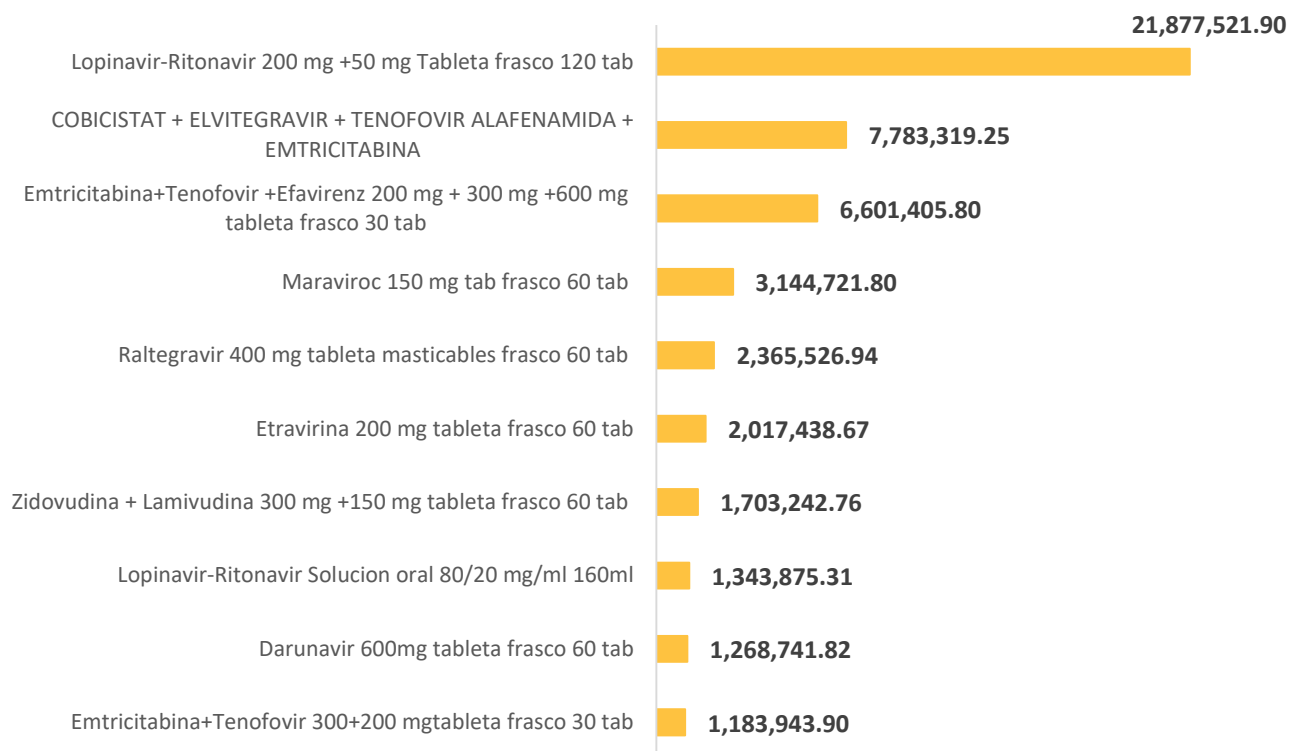 21,877,521.90
Lopinavir-Ritonavir 200 mg +50 mg Tableta frasco 120 tab
COBICISTAT + ELVITEGRAVIR + TENOFOVIR ALAFENAMIDA +
EMTRICITABINA
7,783,319.25
Emtricitabina+Tenofovir +Efavirenz 200 mg + 300 mg +600 mg
tableta frasco 30 tab
6,601,405.80
Maraviroc 150 mg tab frasco 60 tab
3,144,721.80
Raltegravir 400 mg tableta masticables frasco 60 tab
2,365,526.94
Etravirina 200 mg tableta frasco 60 tab
2,017,438.67
Zidovudina + Lamivudina 300 mg +150 mg tableta frasco 60 tab
1,703,242.76
Lopinavir-Ritonavir Solucion oral 80/20 mg/ml 160ml
1,343,875.31
Darunavir 600mg tableta frasco 60 tab
1,268,741.82
Emtricitabina+Tenofovir 300+200 mgtableta frasco 30 tab
1,183,943.90